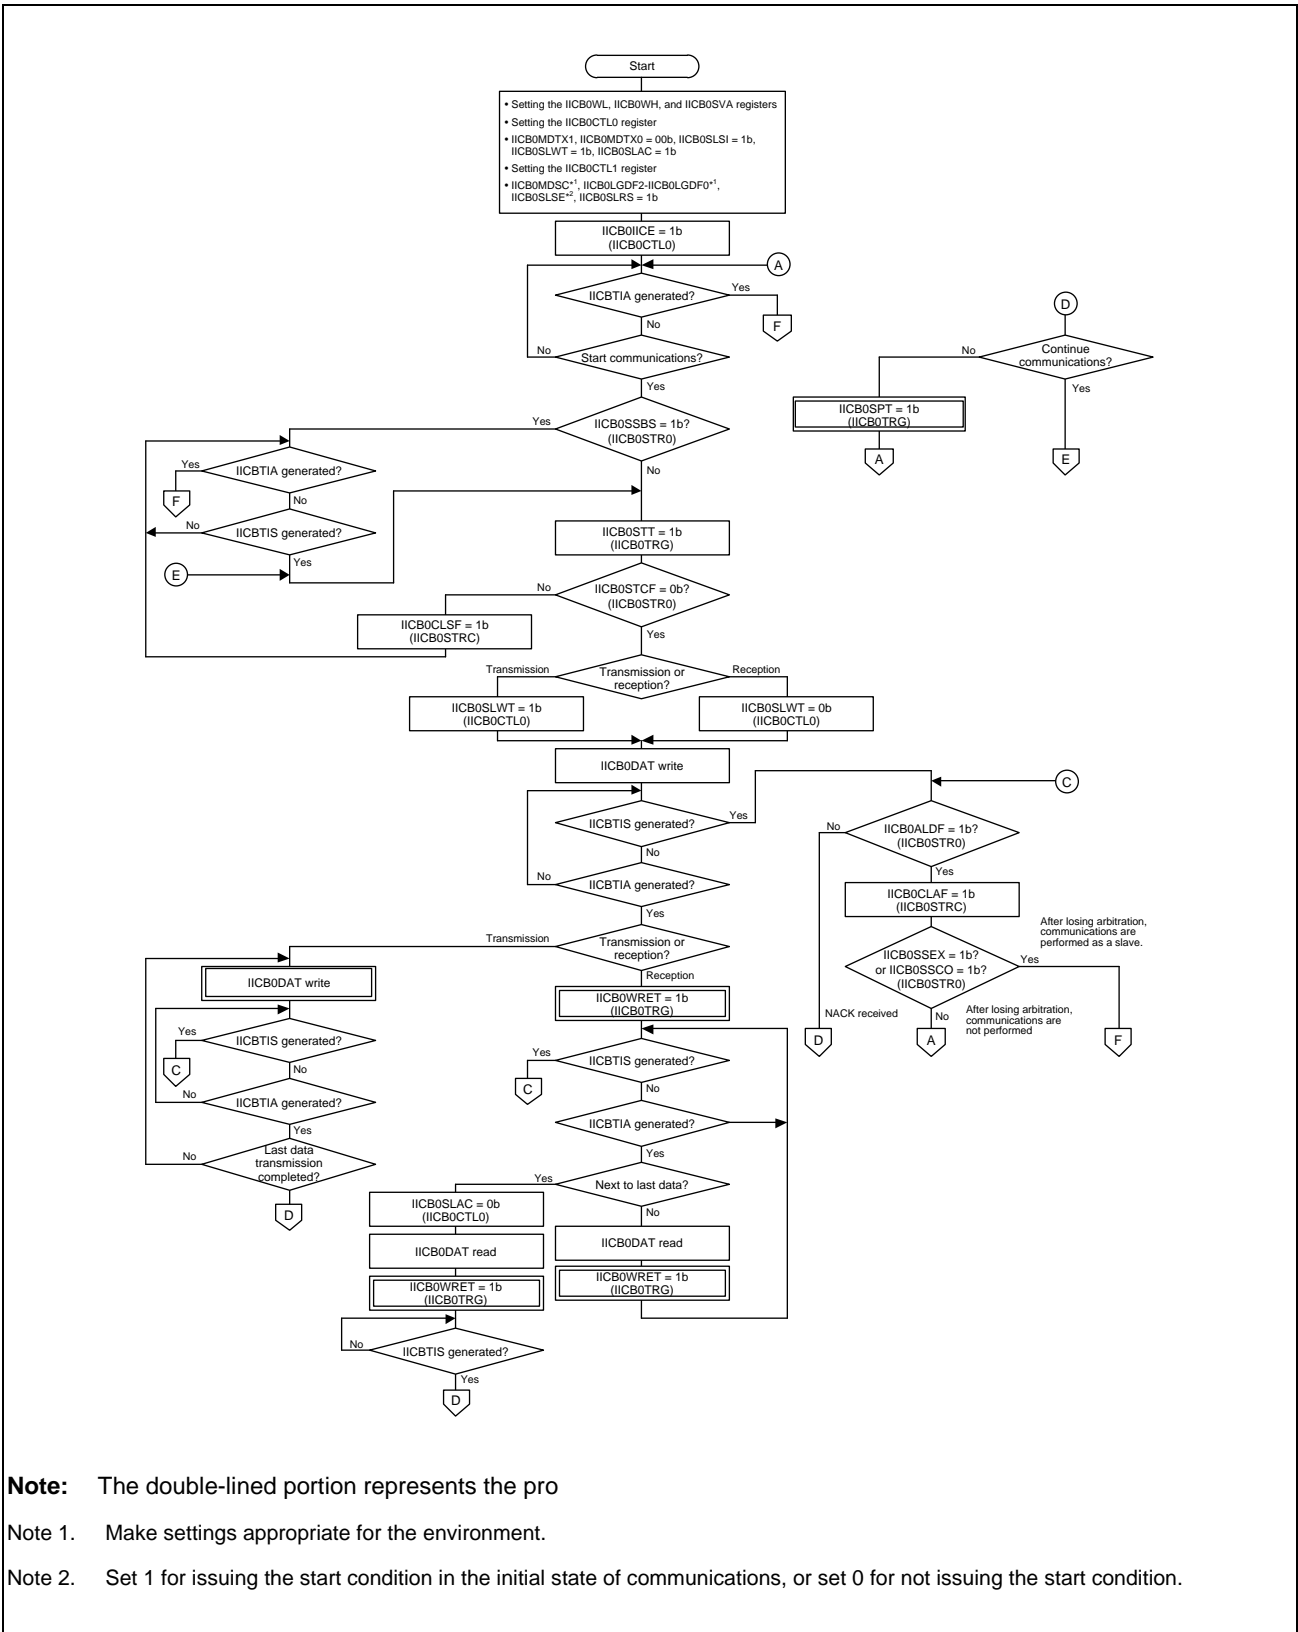 Start
• Setting the IICB0WL, IICB0WH, and IICB0SVA registers
• Setting the IICB0CTL0 register
• IICB0MDTX1, IICB0MDTX0 = 00b, IICB0SLSI = 1b,
IICB0SLWT = 1b, IICB0SLAC = 1b
• Setting the IICB0CTL1 register
• IICB0MDSC*1, IICB0LGDF2-IICB0LGDF0*1,
IICB0SLSE*2, IICB0SLRS = 1b
IICB0IICE = 1b
(IICB0CTL0)
A
IICBTIA generated?
Yes
F
No
Start communications?
No
Yes
D
Continue
communications?
No
Yes
IICB0SPT = 1b
(IICB0TRG)
A
E
IICB0SSBS = 1b?
(IICB0STR0)
Yes
No
IICBTIA generated?
Yes
F
No
IICBTIS generated?
No
Yes
E
IICB0STT = 1b
(IICB0TRG)
IICB0STCF = 0b?
(IICB0STR0)
No
Yes
IICB0CLSF = 1b
(IICB0STRC)
Transmission or
reception?
Transmission
Reception
IICB0SLWT = 1b
(IICB0CTL0)
IICB0SLWT = 0b
(IICB0CTL0)
IICB0DAT write
IICBTIS generated?
Yes
No
IICBTIA generated?
No
Yes
C
IICB0ALDF = 1b?
(IICB0STR0)
No
Yes
IICB0CLAF = 1b
(IICB0STRC)
After losing arbitration,
communications are
performed as a slave.
IICB0SSEX = 1b?
or IICB0SSCO = 1b?
(IICB0STR0)
Yes
No
NACK received
After losing arbitration,
communications are
not performed
D
A
F
Transmission or
reception?
Transmission
Reception
IICB0DAT write
IICBTIS generated?
Yes
C
No
IICBTIA generated?
No
Yes
Last data
transmission
completed?
No
D
IICB0WRET = 1b
(IICB0TRG)
IICBTIS generated?
Yes
C
No
IICBTIA generated?
Yes
Next to last data?
Yes
No
IICB0SLAC = 0b
(IICB0CTL0)
IICB0DAT read
IICB0WRET = 1b
(IICB0TRG)
IICB0DAT read
IICB0WRET = 1b
(IICB0TRG)
IICBTIS generated?
No
Yes
D
Note: The double-lined portion represents the pro
Note 1. Make settings appropriate for the environment.
Note 2. Set 1 for issuing the start condition in the initial state of communications, or set 0 for not issuing the start condition.